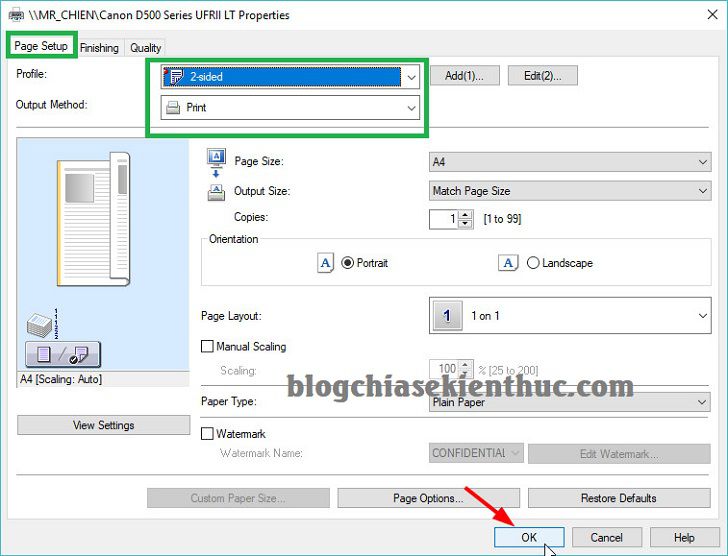 \\MR_CHIEN\Canon D500 Series UFRII LT Properties
Page Setup Finishing Quality
Profile: 2-sided Add(1)... Edit(2)...
Output Method: Print
Page Size: A4
Output Size: Match Page Size
Copies: 1 [1 to 99]
Orientation
A Portrait A Landscape
Page Layout: 1 1 on 1
Manual Scaling
Scaling: 100 % [25 to 200]
A4 [Scaling: Auto]
blogchiasekienthuc.com
Paper Type: Plain Paper
View Settings
Watermark
Watermark Name: CONFIDENTIAL Edit Watermark...
Custom Paper Size... Page Options... Restore Defaults
OK Cancel Help